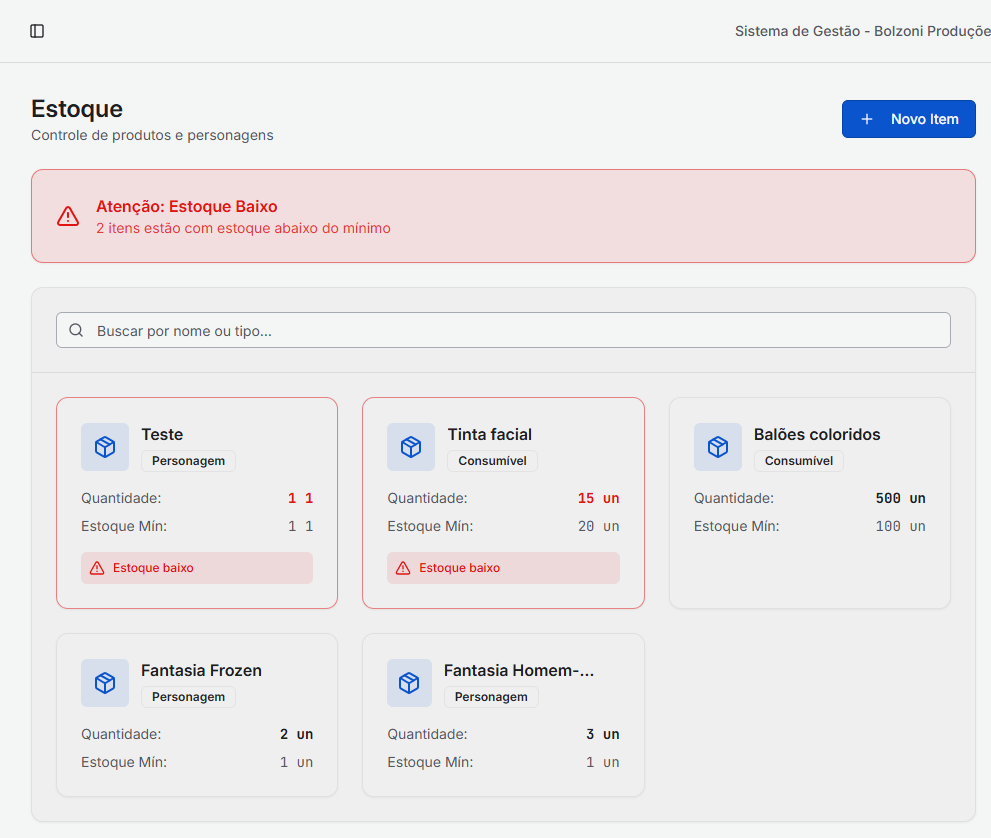 Sistema de Gestão - Bolzoni Produçõe
Estoque
Controle de produtos e personagens
Novo Item
Atenção: Estoque Baixo
2 itens estão com estoque abaixo do mínimo
Buscar por nome ou tipo...
Teste
Personagem
Quantidade: 1 1
Estoque Mín: 1 1
Estoque baixo
Tinta facial
Consumível
Quantidade: 15 un
Estoque Mín: 20 un
Estoque baixo
Balões coloridos
Consumível
Quantidade: 500 un
Estoque Mín: 100 un
Fantasia Frozen
Personagem
Quantidade: 2 un
Estoque Mín: 1 un
Fantasia Homem-...
Personagem
Quantidade: 3 un
Estoque Mín: 1 un